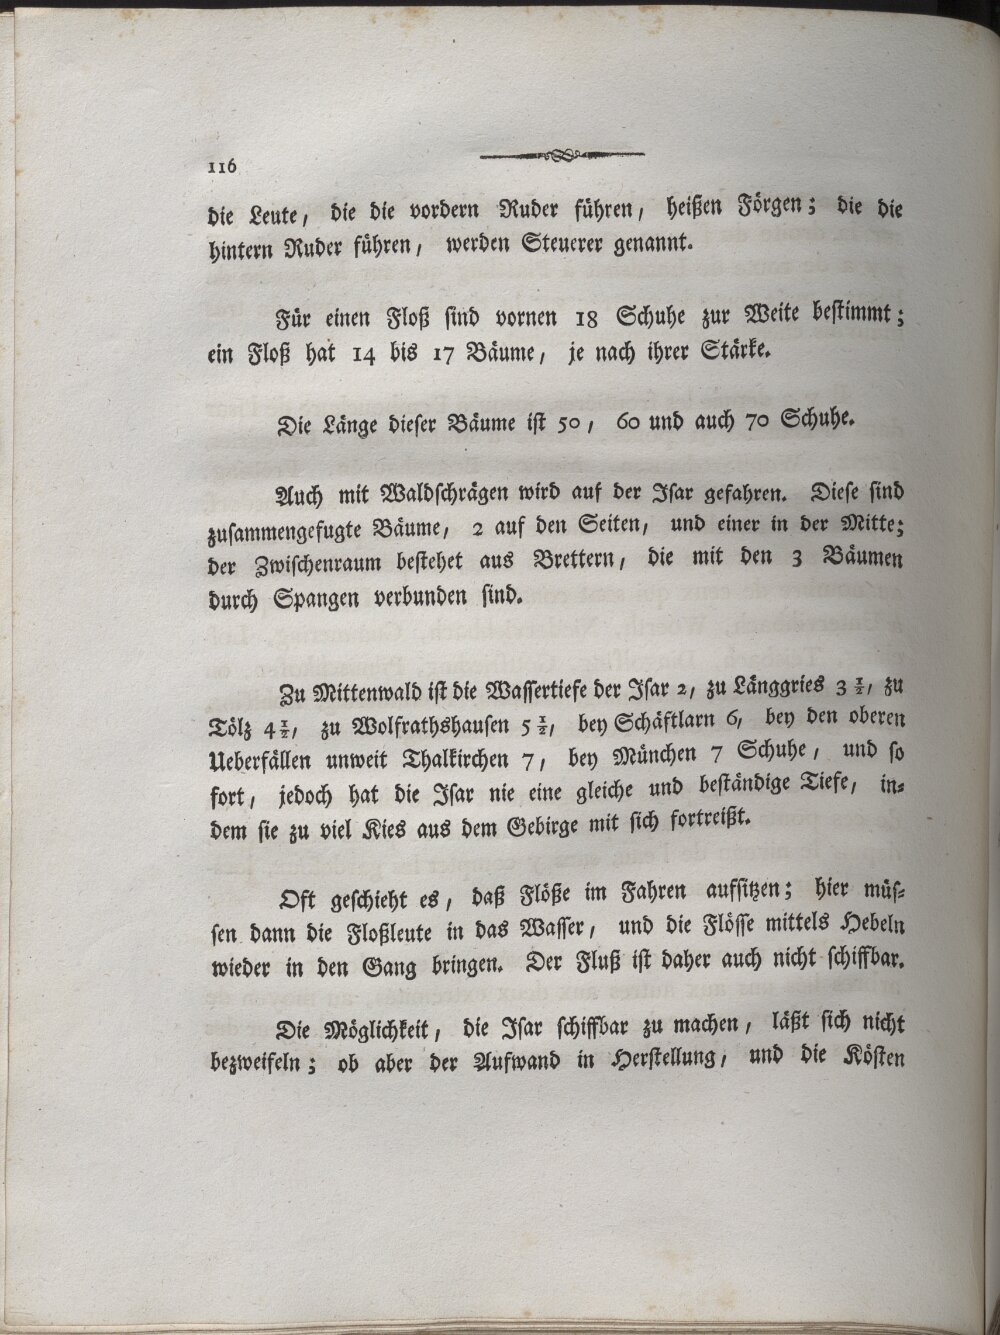 116
die Leute, die die vordern Ruder führen, heißen Förgen; die die
hintern Ruder führen, werden Steuerer genannt.
Für einen Floß sind vornen 18 Schuhe zur Weite bestimmt;
ein Floß hat 14 bis 17 Bäume, je nach ihrer Stärke.
Die Länge dieser Bäume ist 50, 60 und auch 70 Schuhe.
Auch mit Waldschrägen wird auf der Isar gefahren. Diese sind
zusammengefugte Bäume, 2 auf den Seiten, und einer in der Mitte;
der Zwischenraum bestehet aus Brettern, die mit den 3 Bäumen
durch Spangen verbunden sind.
Zu Mittenwald ist die Wassertiefe der Isar 2, zu Länggries 3 ½, zu
Tölz 4 ½, zu Wolfrathshausen 5 ½, bey Schäftlarn 6, bey den oberen
Ueberfällen unweit Thalkirchen 7, bey München 7 Schuhe, und so
fort, jedoch hat die Isar nie eine gleiche und beständige Tiefe, in-
dem sie zu viel Kies aus dem Gebirge mit sich fortreißt.
Oft geschieht es, daß Flöße im Fahren aufsitzen; hier müs-
sen dann die Floßleute in das Wasser, und die Flösse mittels Hebeln
wieder in den Gang bringen. Der Fluß ist daher auch nicht schiffbar.
Die Möglichkeit, die Isar schiffbar zu machen, läßt sich nicht
bezweifeln; ob aber der Aufwand in Herstellung, und die Kösten